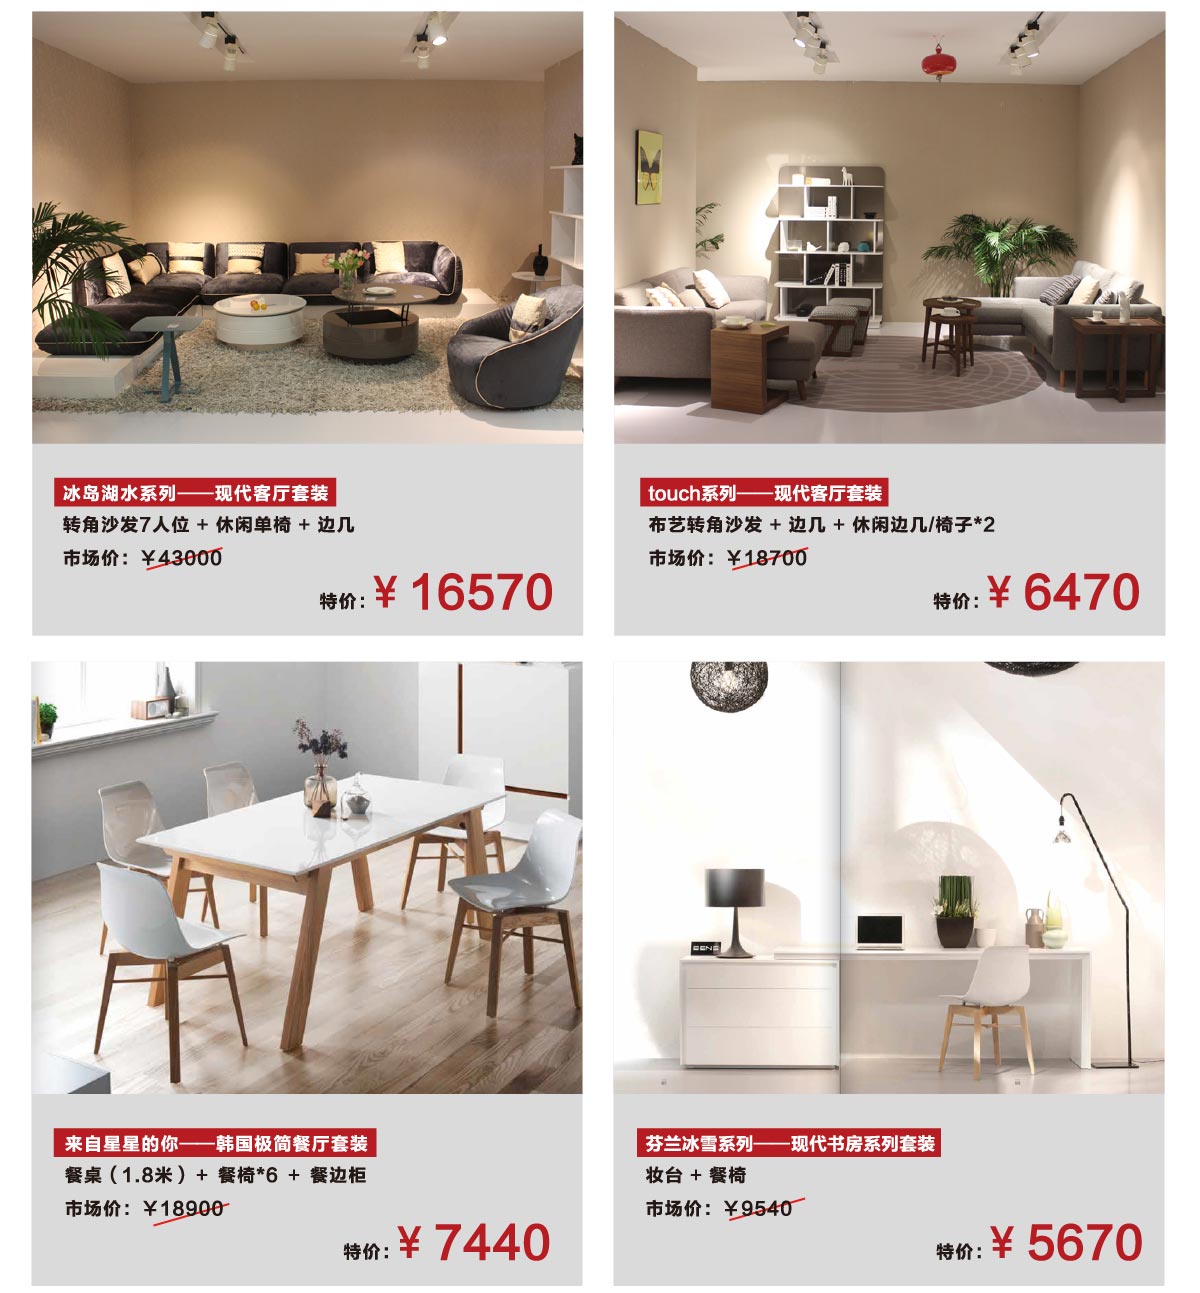 冰岛湖水系列——现代客厅套装
转角沙发7人位 + 休闲单椅 + 边几
市场价：￥43000
特价：￥16570
touch系列——现代客厅套装
布艺转角沙发 + 边几 + 休闲边几/椅子*2
市场价：￥18700
特价：￥6470
来自星星的你——韩国极简餐厅套装
餐桌（1.8米）+ 餐椅*6 + 餐边柜
市场价：￥18900
特价：￥7440
BENS
芬兰冰雪系列——现代书房系列套装
妆台 + 餐椅
市场价：￥9540
特价：￥5670